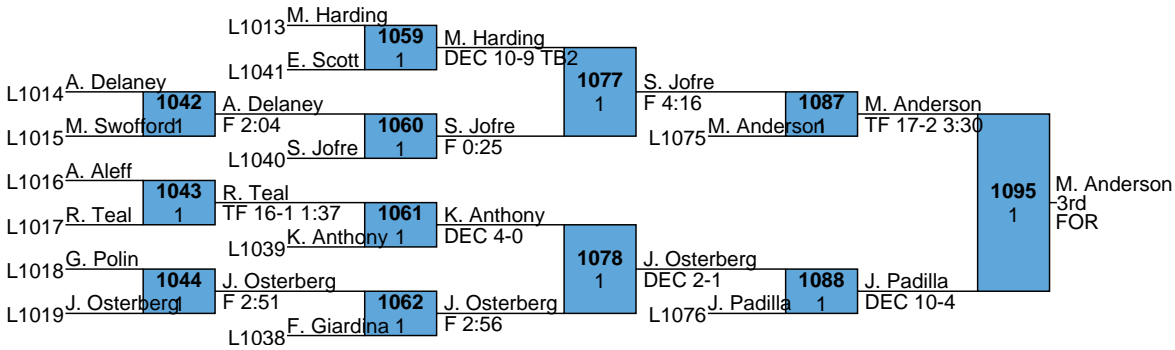 L1013 M. Harding
1059
1
L1041 E. Scott
M. Harding
DEC 10-9 TB2
1077
1
L1014 A. Delaney
1042
1
L1015 M. Swofford
A. Delaney
F 2:04
1060
1
L1040 S. Jofre
S. Jofre
F 0:25
S. Jofre
F 4:16
1087
1
L1075 M. Anderson
M. Anderson
TF 17-2 3:30
L1016 A. Aleff
1043
1
L1017 R. Teal
R. Teal
TF 16-1 1:37
1061
1
L1039 K. Anthony
K. Anthony
DEC 4-0
1078
1
L1018 G. Polin
1044
1
L1019 J. Osterberg
J. Osterberg
F 2:51
1062
1
L1038 F. Giardina
J. Osterberg
F 2:56
J. Osterberg
DEC 2-1
1088
1
L1076 J. Padilla
J. Padilla
DEC 10-4
1095
1
M. Anderson
3rd
FOR